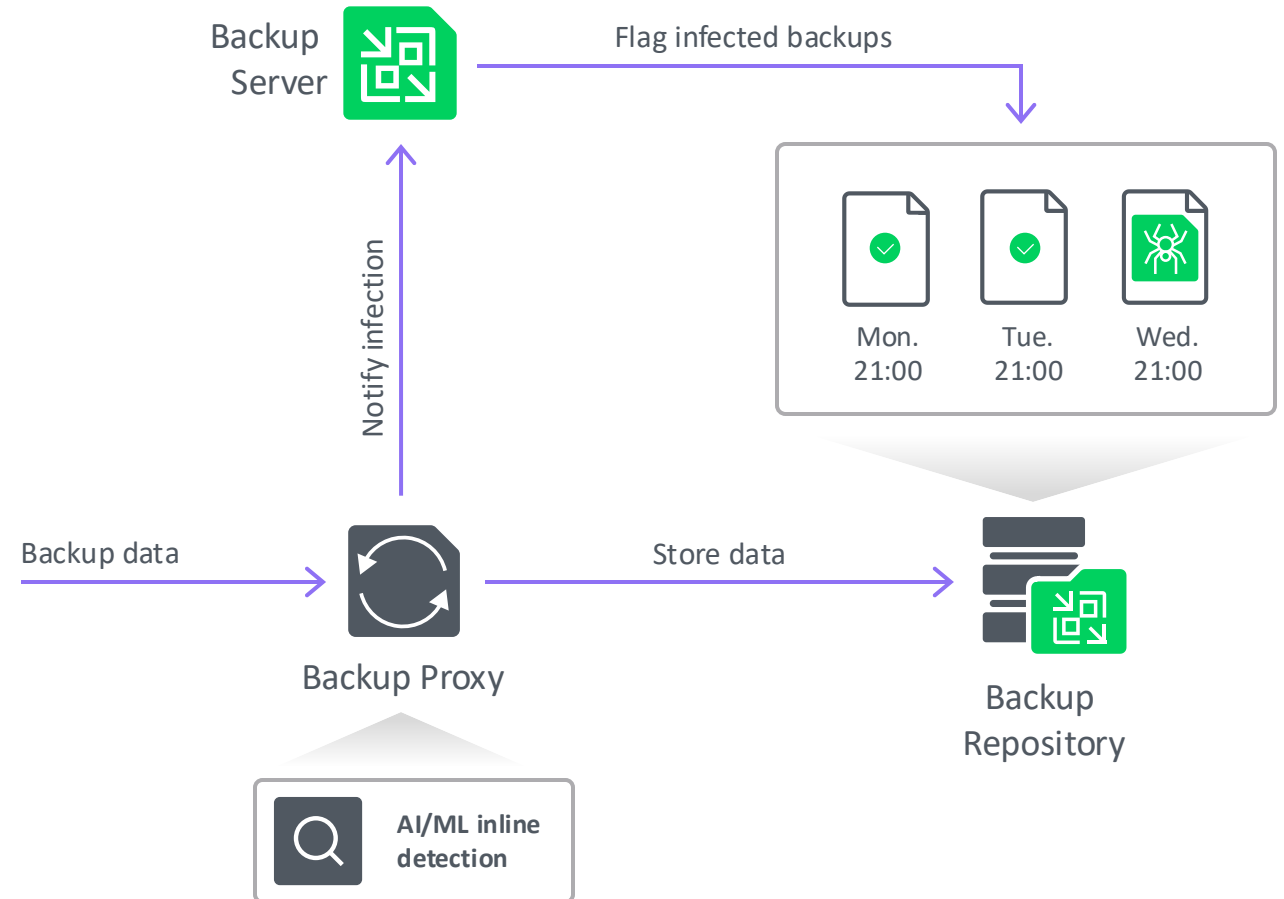 Backup
Server
Flag infected backups
Notify infection
Mon.
21:00
Tue.
21:00
Wed.
21:00
Backup data
Store data
Backup Proxy
Backup
Repository
AI/ML inline
detection